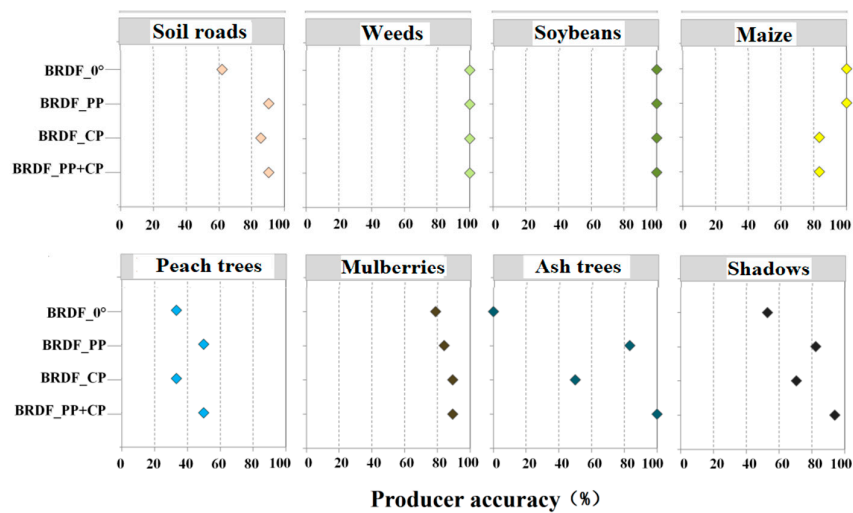 Soil roads Weeds Soybeans Maize
BRDF_0°
BRDF_PP
BRDF_CP
BRDF_PP+CP
0 20 40 60 80 100 0 20 40 60 80 100 0 20 40 60 80 100 0 20 40 60 80 100
Peach trees Mulberries Ash trees Shadows
BRDF_0°
BRDF_PP
BRDF_CP
BRDF_PP+CP
0 20 40 60 80 100 0 20 40 60 80 100 0 20 40 60 80 100 0 20 40 60 80 100
Producer accuracy（%）